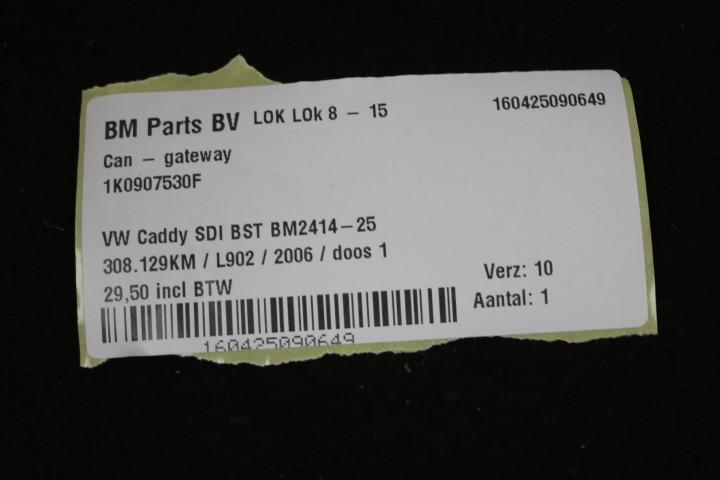 BM Parts BV LOK LOk 8 – 15 160425090649
Can – gateway
1K0907530F
VW Caddy SDI BST BM2414–25
308.129KM / L902 / 2006 / doos 1
29,50 incl BTW
Verz: 10
Aantal: 1
160425090649